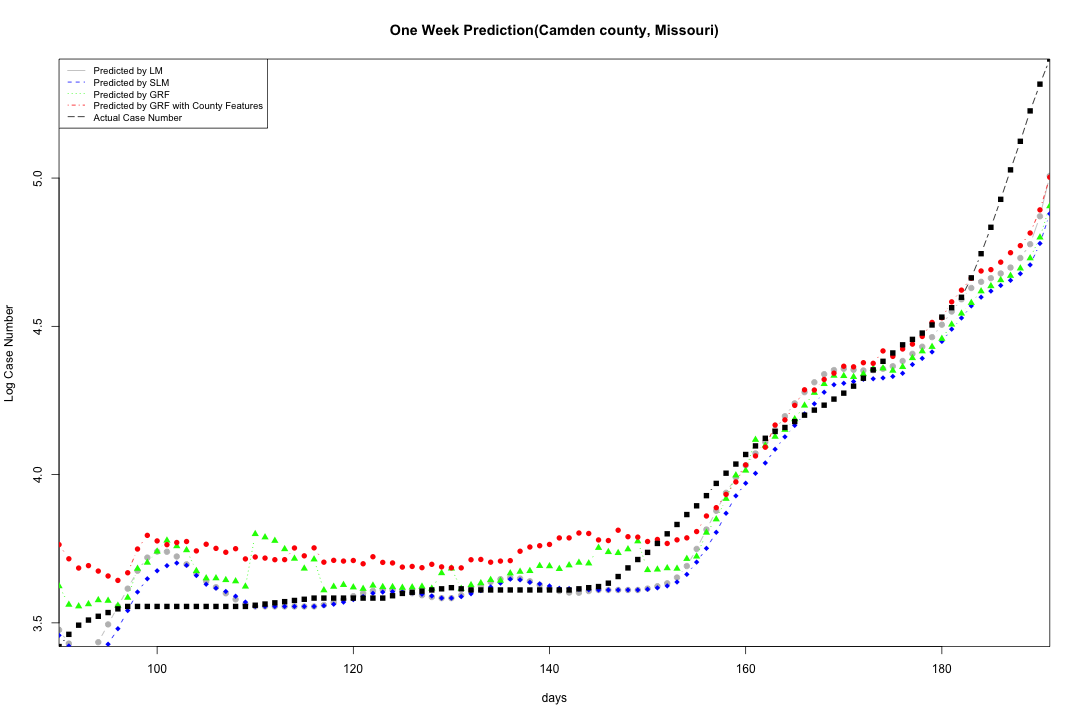 One Week Prediction(Camden county, Missouri)
Predicted by LM
Predicted by SLM
Predicted by GRF
Predicted by GRF with County Features
Actual Case Number
5.0
4.5
4.0
3.5
Log Case Number
100 120 140 160 180
days